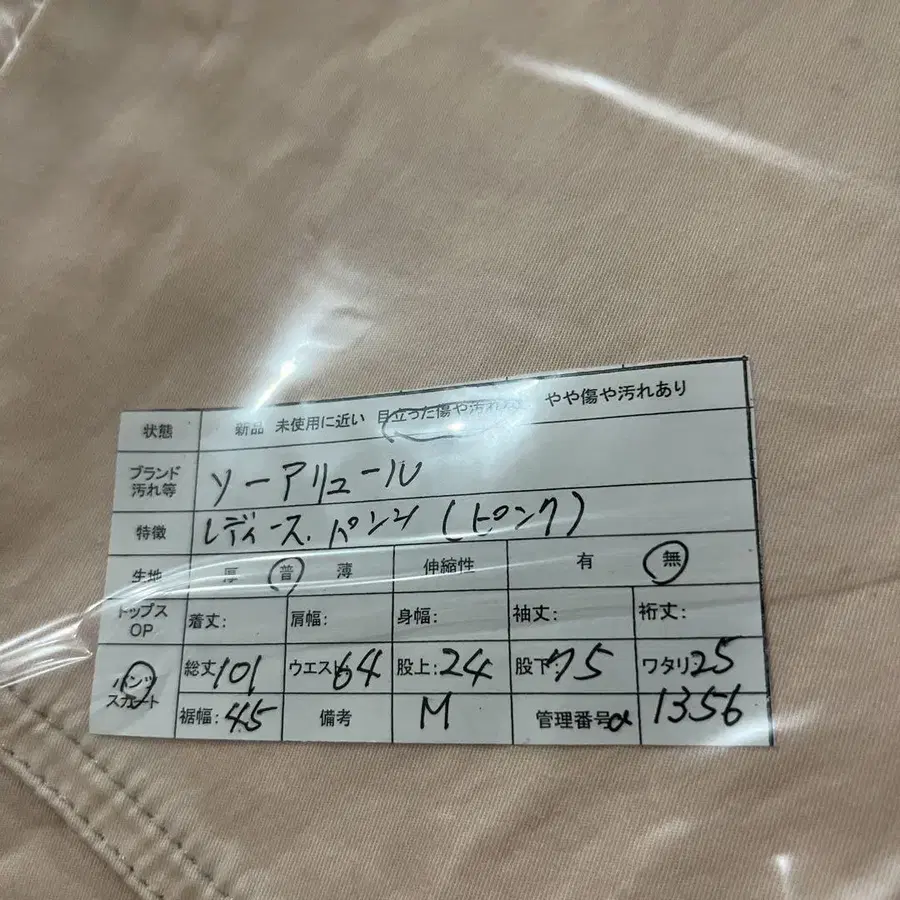 状態 新品 未使用に近い 目立った傷や汚れなし やや傷や汚れあり
ブランド 汚れ等 ソーアリュール
特徴 レディース. パンツ (ピンク)
生地 厚 普 薄 伸縮性 有 無
トップス OP 着丈: 肩幅: 身幅: 袖丈: 裄丈:
パンツ スカート 総丈 101 ウエスト 64 股上: 24 股下: 75 ワタリ: 25
裾幅: 45 備考 M 管理番号 α 1356